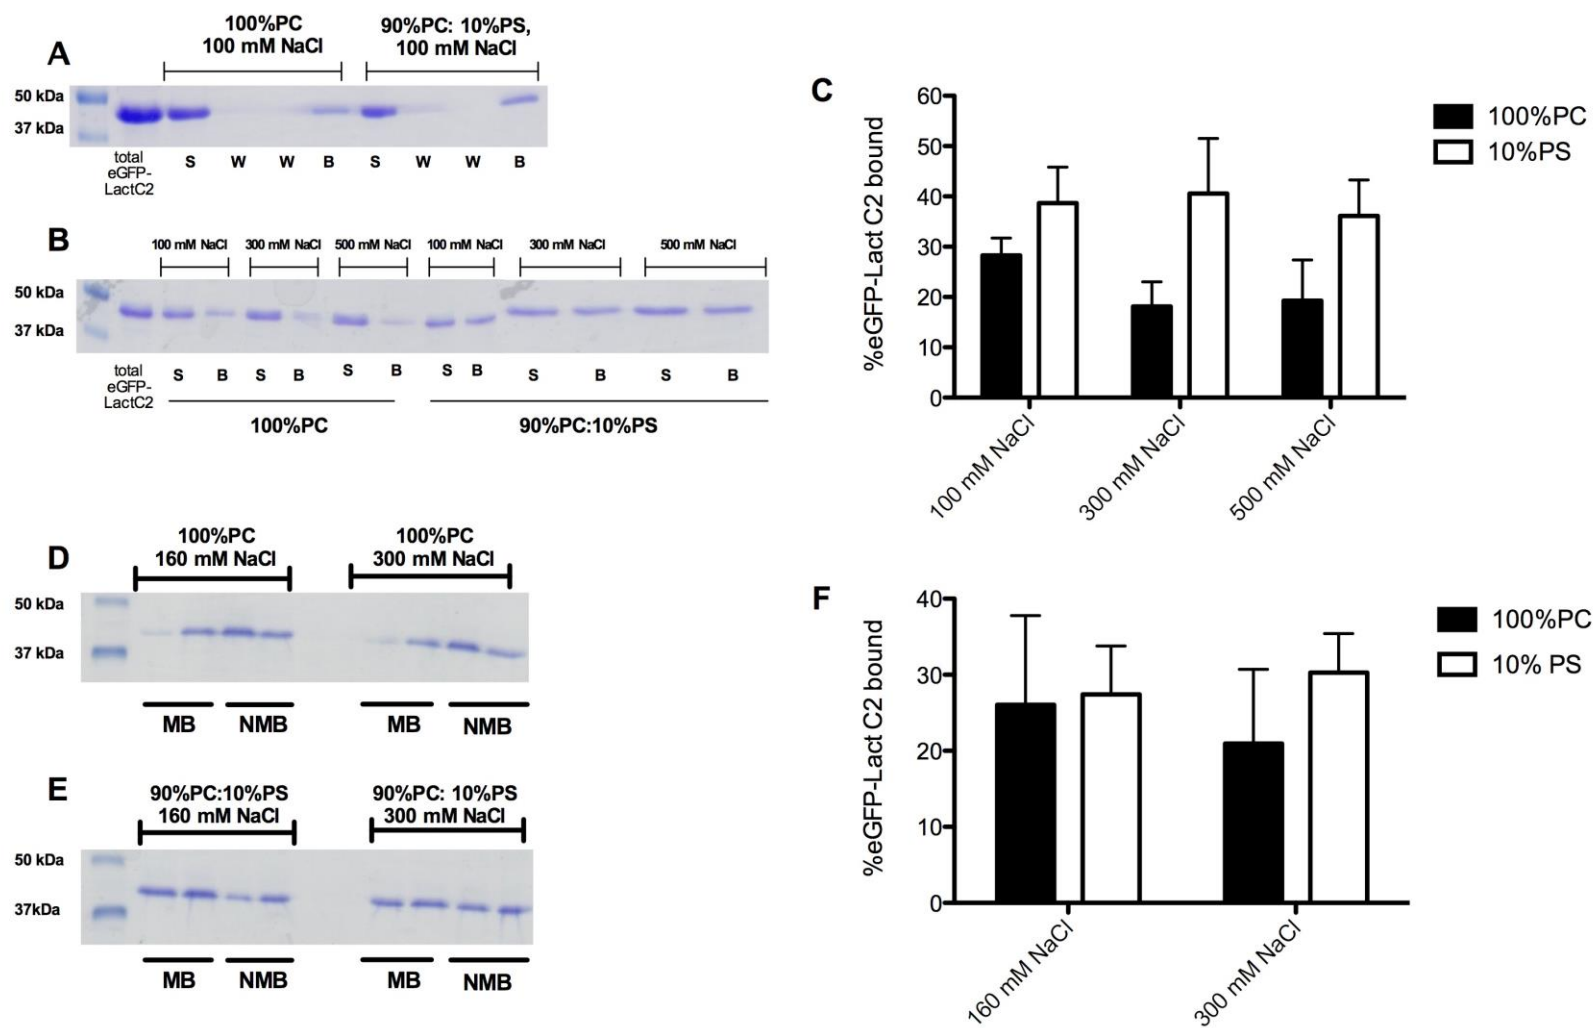 A
100%PC
100 mM NaCl
90%PC: 10%PS,
100 mM NaCl
50 kDa
37 kDa
total
eGFP-
LactC2
S W W B S W W B
B
100 mM NaCl 300 mM NaCl 500 mM NaCl 100 mM NaCl 300 mM NaCl 500 mM NaCl
50 kDa
37 kDa
total
eGFP-
LactC2
S B S B S B S B S B S B
100%PC 90%PC:10%PS
C
%eGFP-Lact C2 bound
60
50
40
30
20
10
0
100 mM NaCl
300 mM NaCl
500 mM NaCl
100%PC
10%PS
D
100%PC
160 mM NaCl
100%PC
300 mM NaCl
50 kDa
37 kDa
MB NMB MB NMB
E
90%PC:10%PS
160 mM NaCl
90%PC: 10%PS
300 mM NaCl
50 kDa
37kDa
MB NMB MB NMB
F
%eGFP-Lact C2 bound
40
30
20
10
0
160 mM NaCl
300 mM NaCl
100%PC
10% PS